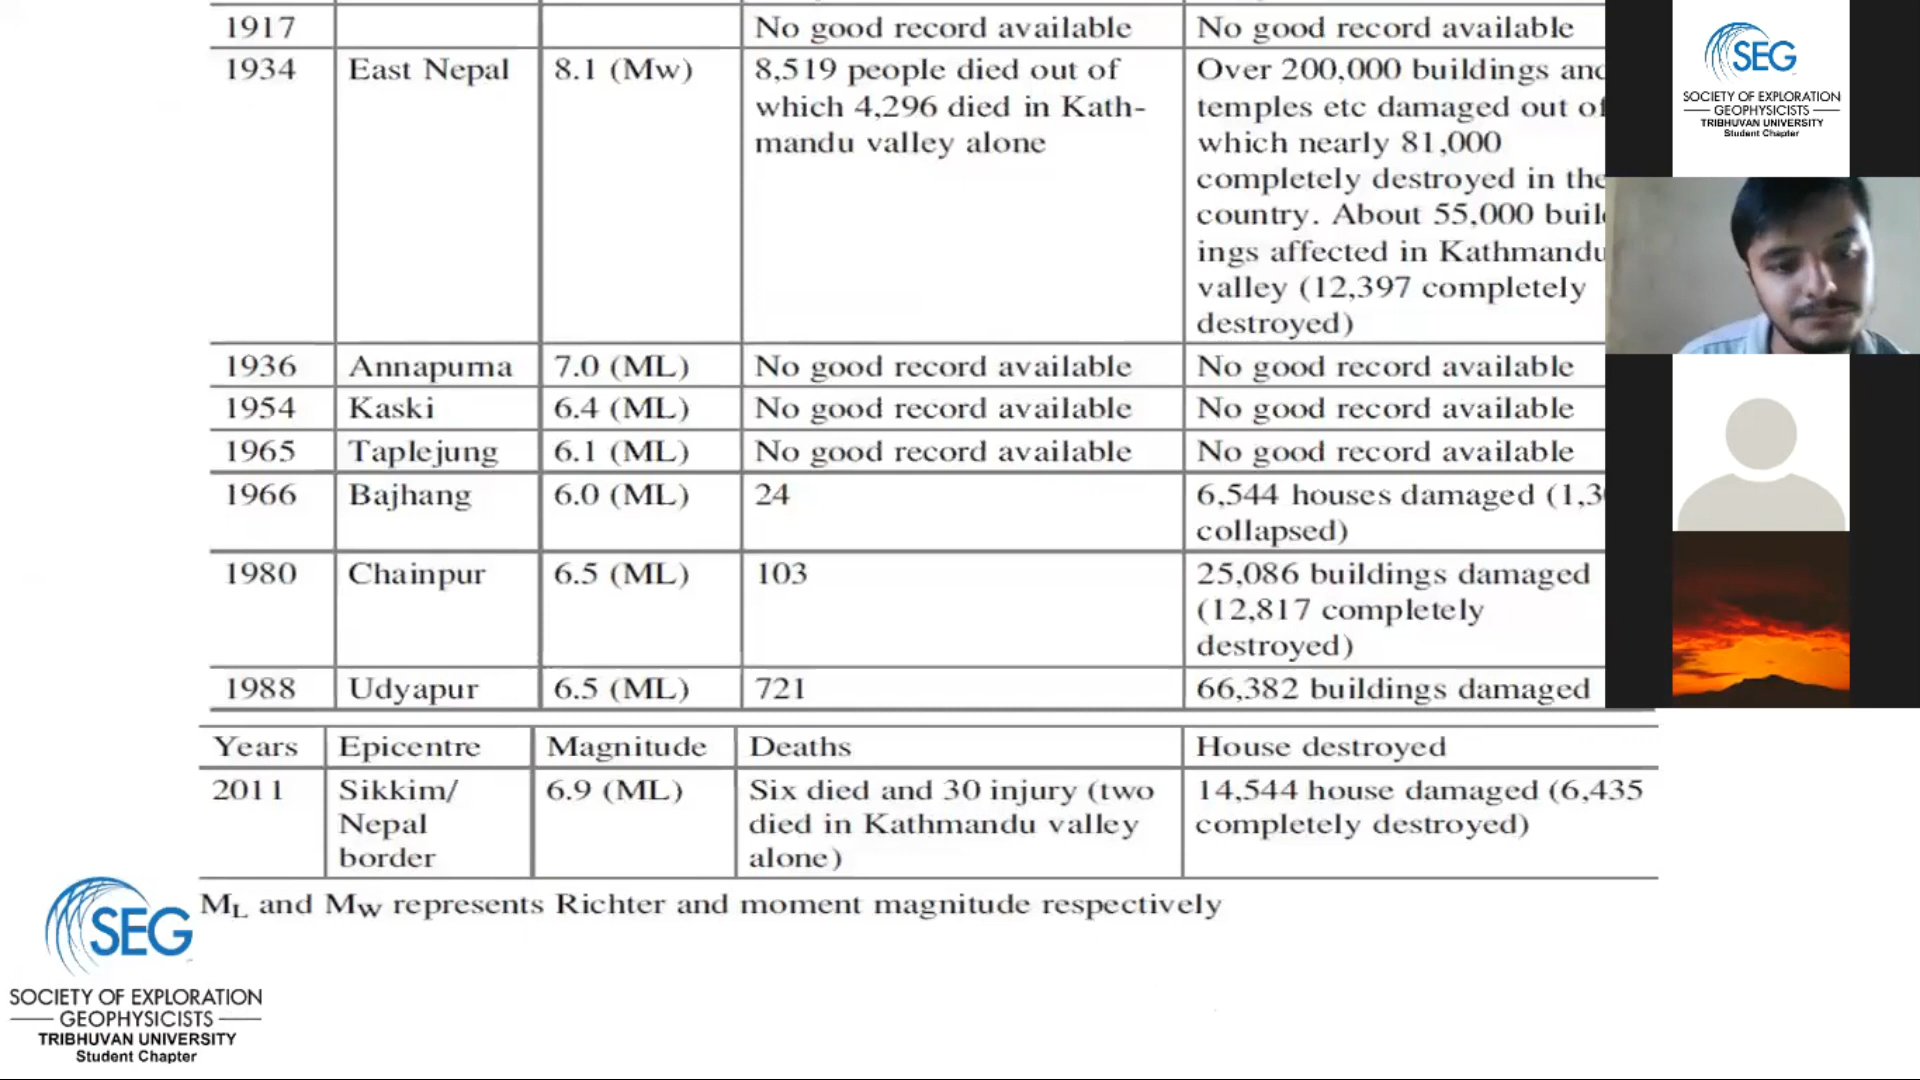 1917 No good record available No good record available
1934 East Nepal 8.1 (Mw) 8,519 people died out of Over 200,000 buildings and
which 4,296 died in Kath- temples etc damaged out of
mandu valley alone which nearly 81,000
completely destroyed in the
country. About 55,000 buil
ings affected in Kathmandu
valley (12,397 completely
destroyed)
1936 Annapurna 7.0 (ML) No good record available No good record available
1954 Kaski 6.4 (ML) No good record available No good record available
1965 Taplejung 6.1 (ML) No good record available No good record available
1966 Bajhang 6.0 (ML) 24 6,544 houses damaged
collapsed)
1980 Chainpur 6.5 (ML) 103 25,086 buildings damaged
(12,817 completely
destroyed)
1988 Udyapur 6.5 (ML) 721 66,382 buildings damaged
Years Epicentre Magnitude Deaths House destroyed
2011 Sikkim/ 6.9 (ML) Six died and 30 injury (two 14,544 house damaged (6,435
Nepal died in Kathmandu valley completely destroyed)
border alone)
ML and MW represents Richter and moment magnitude respectively
SEG
SOCIETY OF EXPLORATION
GEOPHYSICISTS
TRIBHUVAN UNIVERSITY
Student Chapter
SEG
SOCIETY OF EXPLORATION
GEOPHYSICISTS
TRIBHUVAN UNIVERSITY
Student Chapter